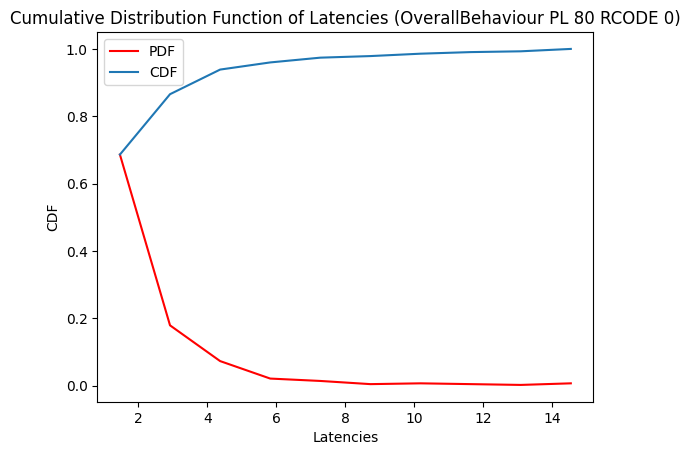 Cumulative Distribution Function of Latencies (OverallBehaviour PL 80 RCODE 0)
PDF
CDF
1.0
0.8
0.6
0.4
0.2
0.0
CDF
2 4 6 8 10 12 14
Latencies